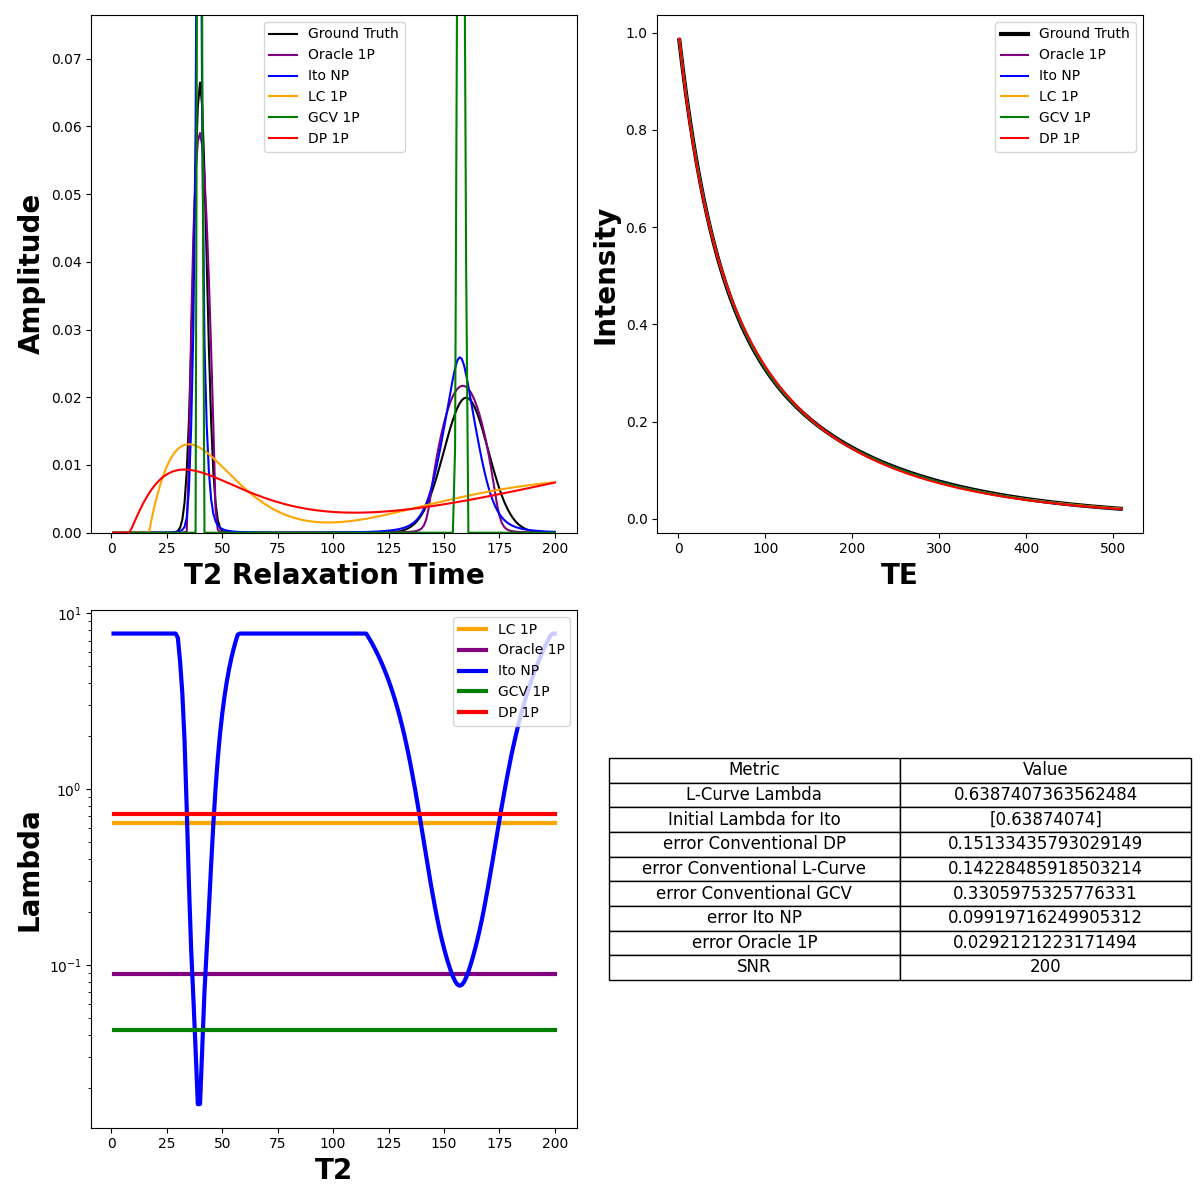 Amplitude
0.07
0.06
0.05
0.04
0.03
0.02
0.01
0.00
0 25 50 75 100 125 150 175 200
T2 Relaxation Time
Ground Truth
Oracle 1P
Ito NP
LC 1P
GCV 1P
DP 1P
Intensity
1.0
0.8
0.6
0.4
0.2
0.0
0 100 200 300 400 500
TE
Ground Truth
Oracle 1P
Ito NP
LC 1P
GCV 1P
DP 1P
Lambda
10¹
10⁰
10⁻¹
0 25 50 75 100 125 150 175 200
T2
LC 1P
Oracle 1P
Ito NP
GCV 1P
DP 1P
Metric Value
L-Curve Lambda 0.6387407363562484
Initial Lambda for Ito [0.63874074]
error Conventional DP 0.15133435793029149
error Conventional L-Curve 0.14228485918503214
error Conventional GCV 0.3305975325776331
error Ito NP 0.09919716249905312
error Oracle 1P 0.0292121223171494
SNR 200